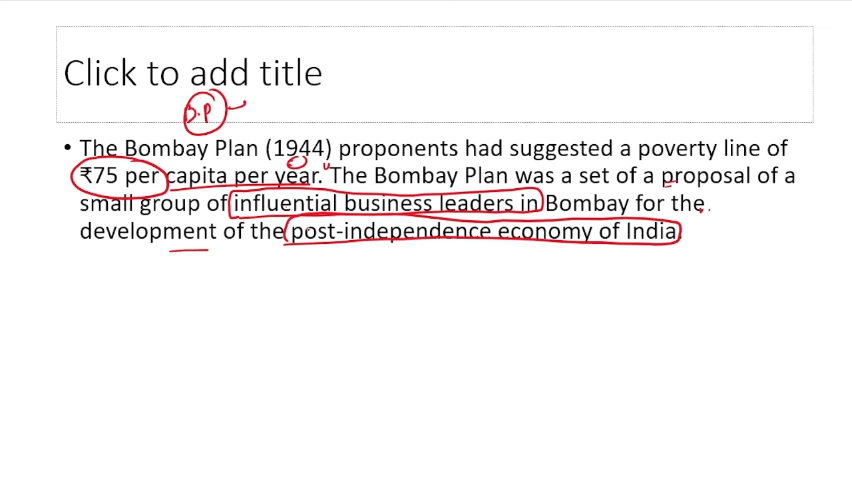 Click to add title
B.P
• The Bombay Plan (1944) proponents had suggested a poverty line of
₹75 per capita per year. The Bombay Plan was a set of a proposal of a
small group of influential business leaders in Bombay for the
development of the post-independence economy of India.